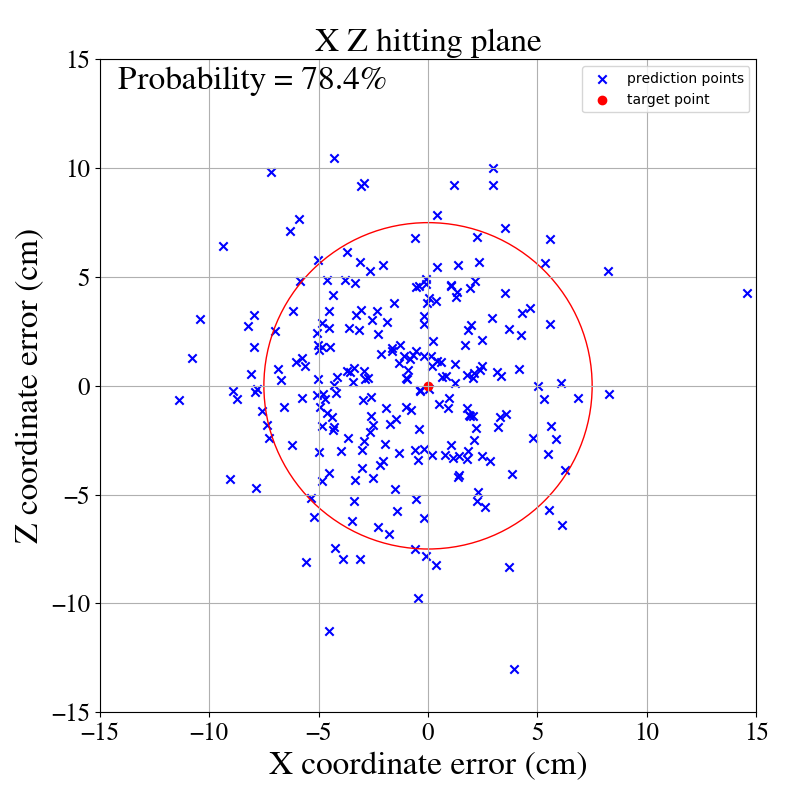 X Z hitting plane
Probability = 78.4%
prediction points
target point
15
10
5
0
−5
−10
−15
Z coordinate error (cm)
−15 −10 −5 0 5 10 15
X coordinate error (cm)